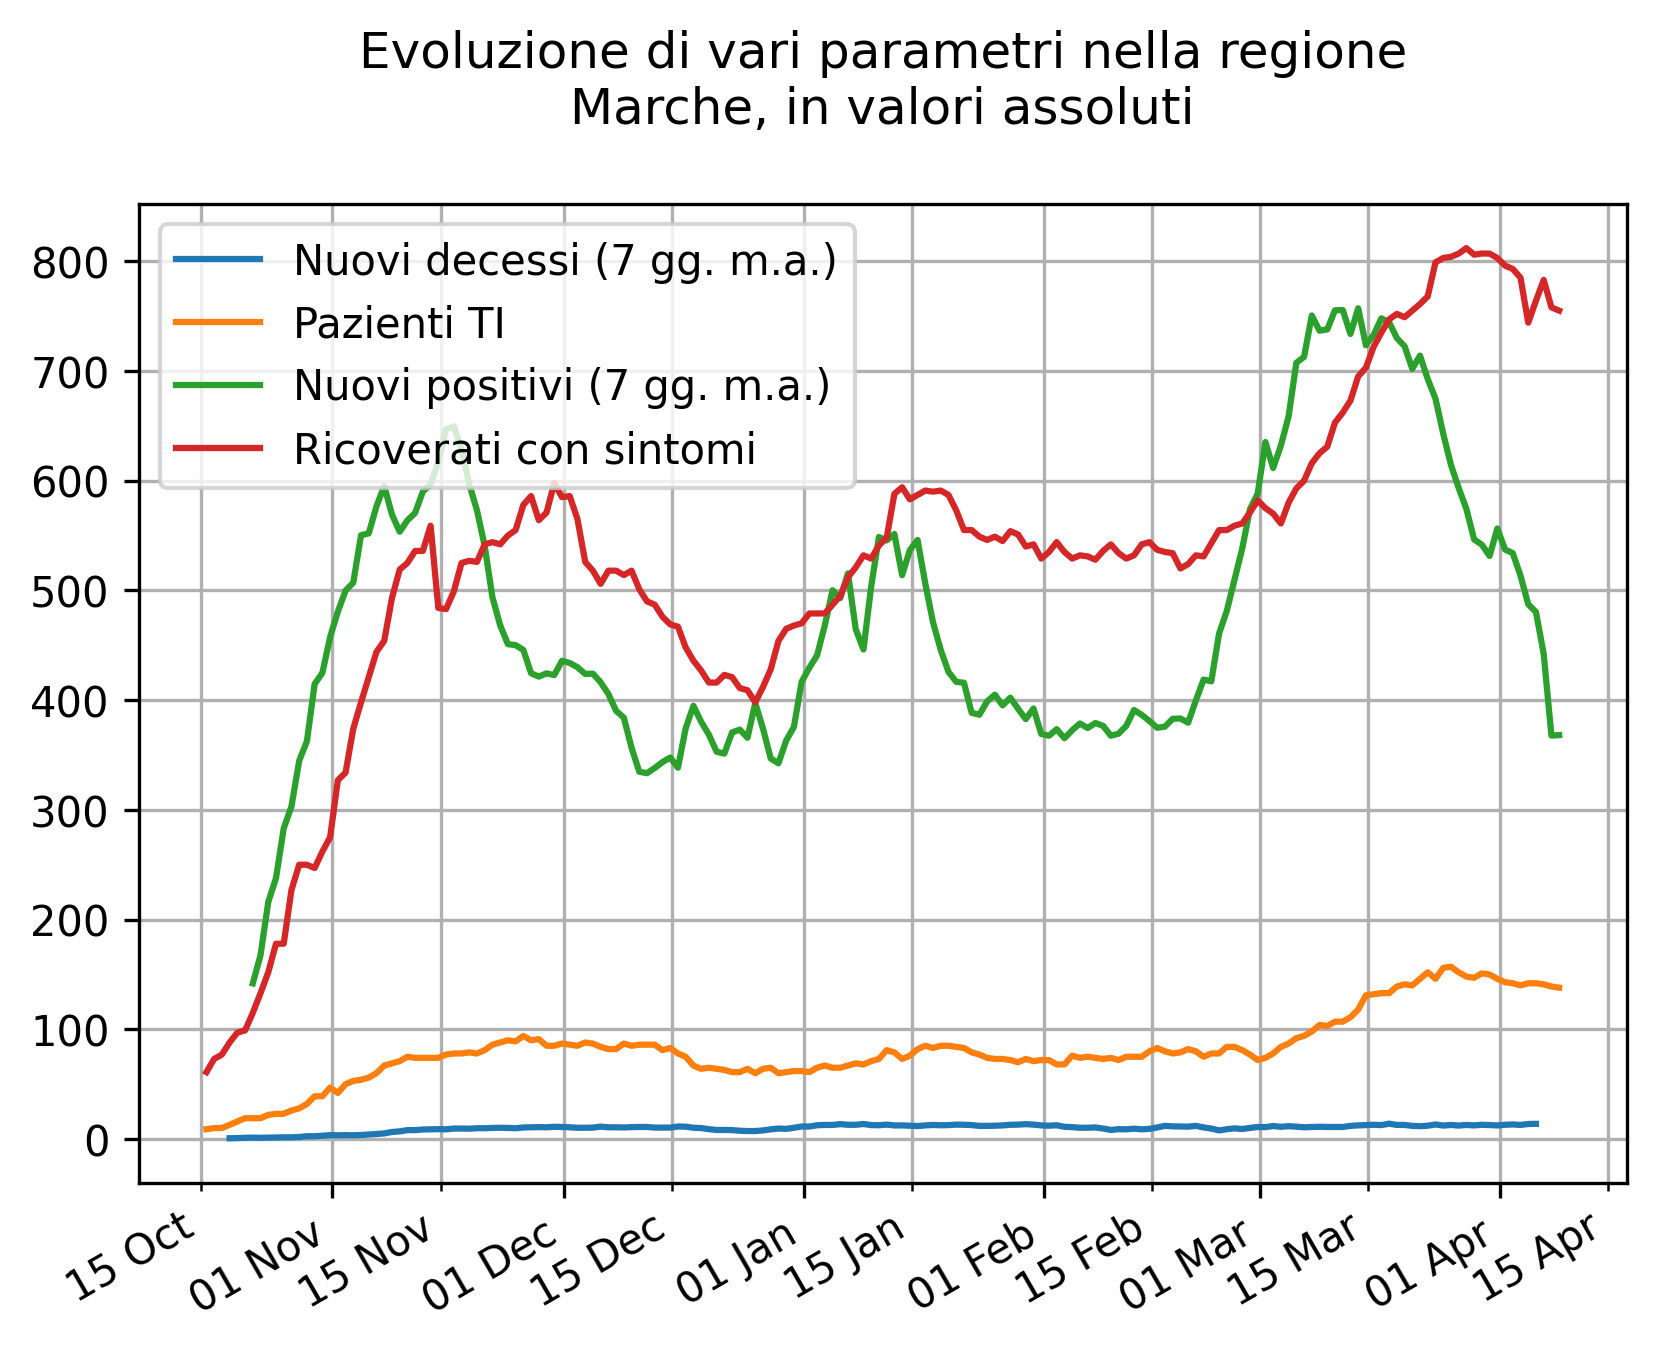 Evoluzione di vari parametri nella regione
Marche, in valori assoluti
Nuovi decessi (7 gg. m.a.)
Pazienti TI
Nuovi positivi (7 gg. m.a.)
Ricoverati con sintomi
800
700
600
500
400
300
200
100
0
15 Oct
01 Nov
15 Nov
01 Dec
15 Dec
01 Jan
15 Jan
01 Feb
15 Feb
01 Mar
15 Mar
01 Apr
15 Apr